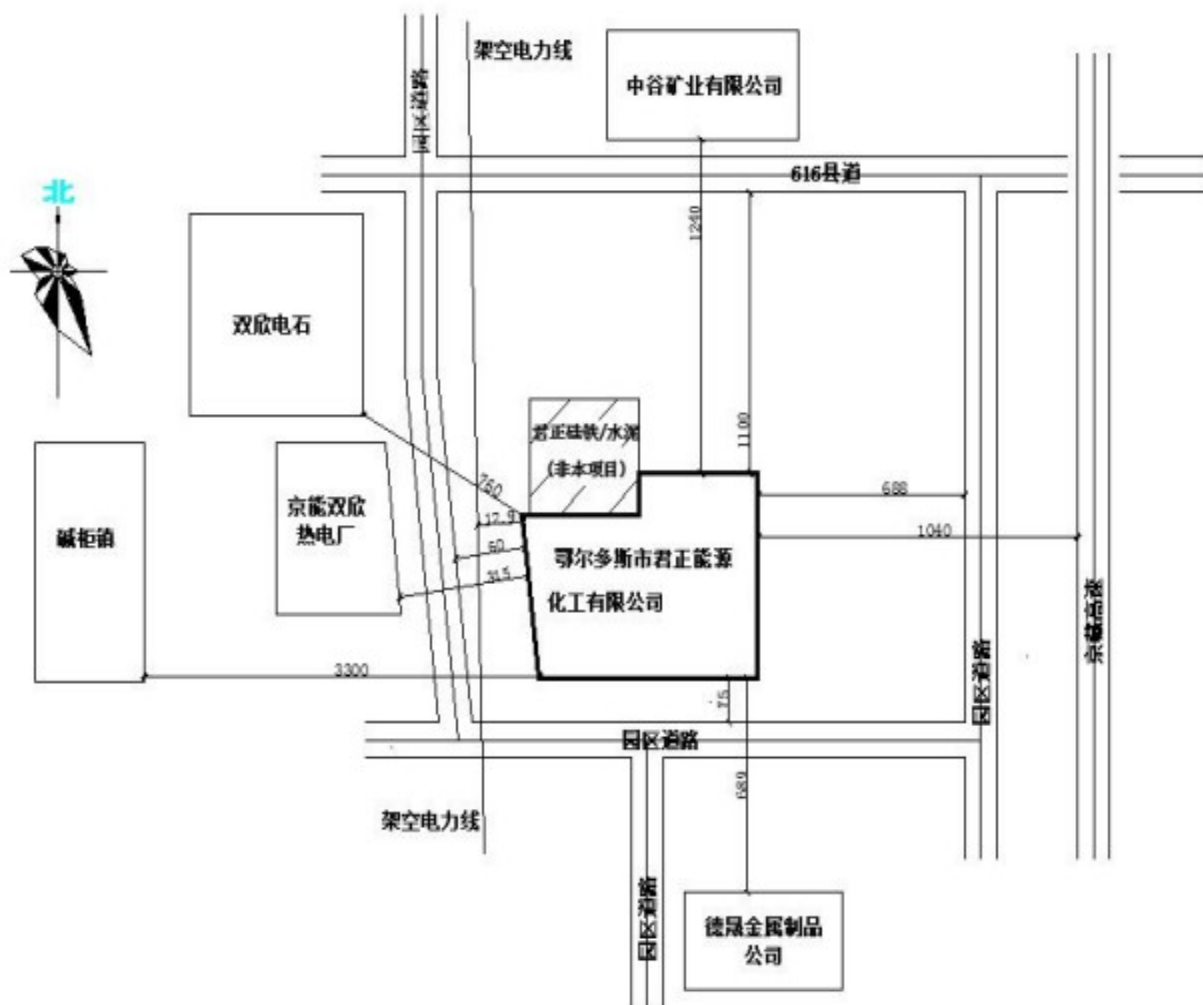 架空电力线
中谷矿业有限公司
园区道路
616县道
北
1240
双欣电石
1100
君正硅铁/水泥
(非本项目)
760
688
17.9
1040
京能双欣
热电厂
碱柜镇
60
鄂尔多斯市君正能源
315
化工有限公司
京藏高速
园区道路
3300
75
园区道路
689
架空电力线
园区道路
德晟金属制品
公司